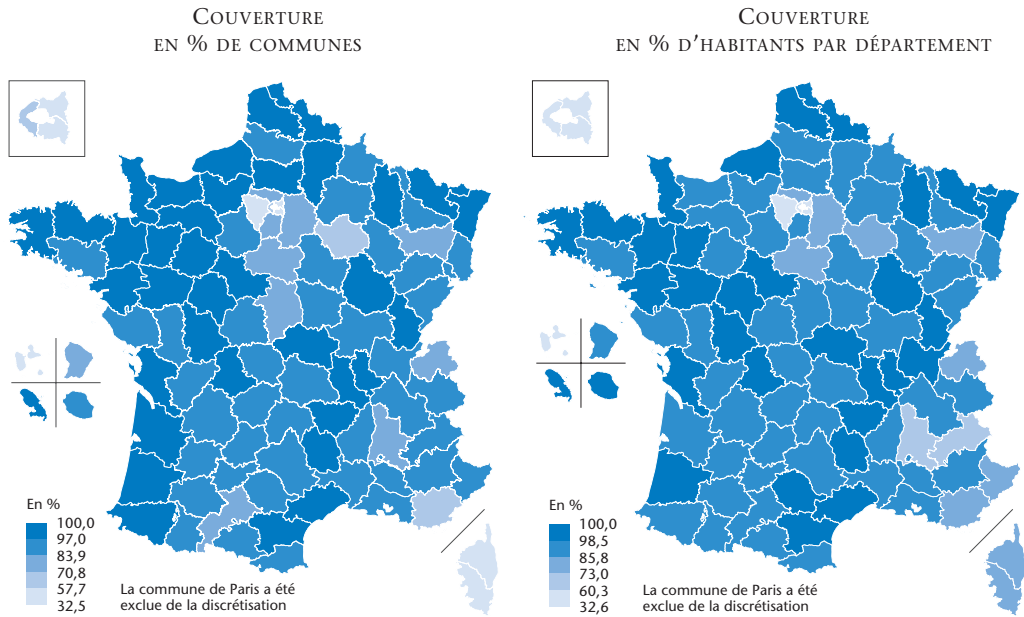 COUVERTURE
EN % DE COMMUNES
En %
100,0
97,0
83,9
70,8
57,7
32,5
La commune de Paris a été
exclue de la discrétisation
COUVERTURE
EN % D'HABITANTS PAR DÉPARTEMENT
En %
100,0
98,5
85,8
73,0
60,3
32,6
La commune de Paris a été
exclue de la discrétisation